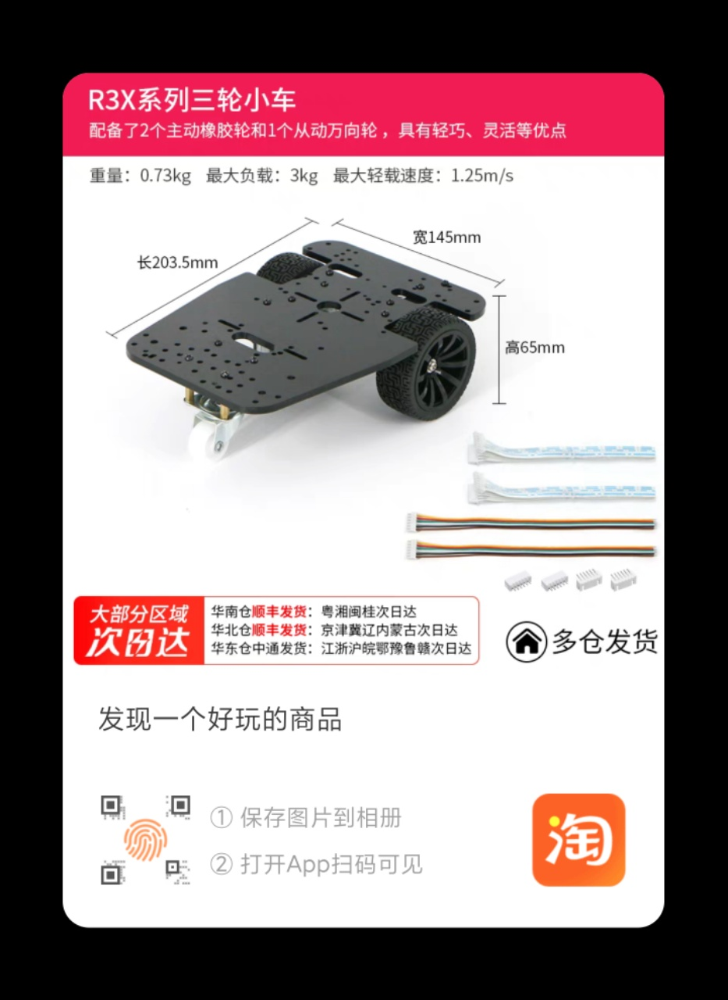 R3X系列三轮小车
配备了2个主动橡胶轮和1个从动万向轮，具有轻巧、灵活等优点
重量：0.73kg 最大负载：3kg 最大轻载速度：1.25m/s
宽145mm
长203.5mm
高65mm
大部分区域
次日达
华南仓顺丰发货：粤湘闽桂次日达
华北仓顺丰发货：京津冀辽内蒙古次日达
华东仓中通发货：江浙沪皖鄂豫鲁赣次日达
多仓发货
发现一个好玩的商品
① 保存图片到相册
② 打开App扫码可见
淘